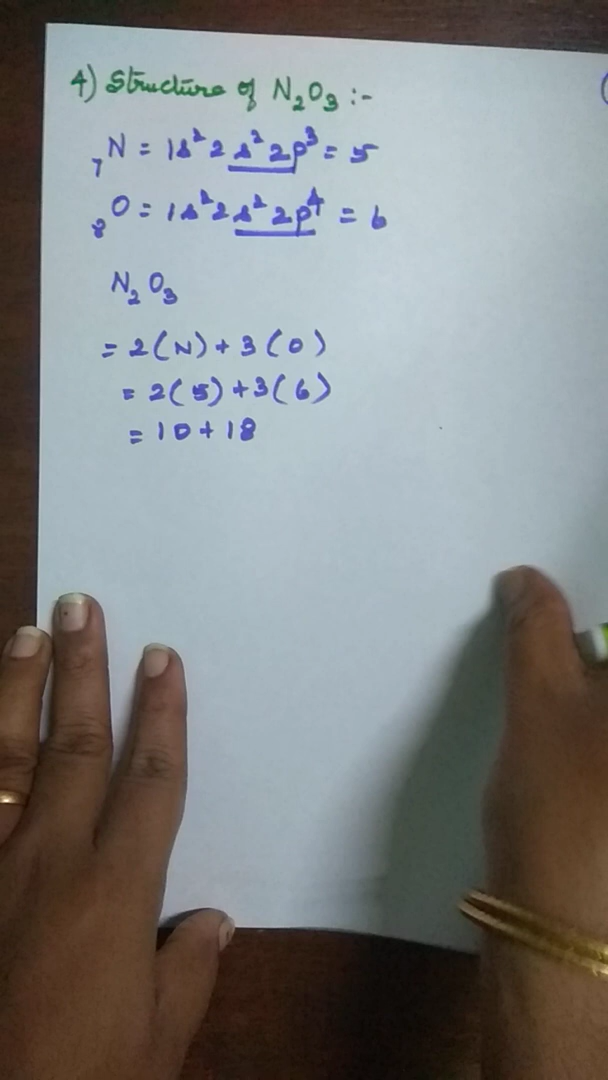 4) Structure of N₂O₃ :-
₇N = 1s² 2s² 2p³ = 5
₈O = 1s² 2s² 2p⁴ = 6
N₂O₃
= 2(N) + 3(O)
= 2(5) + 3(6)
= 10 + 18